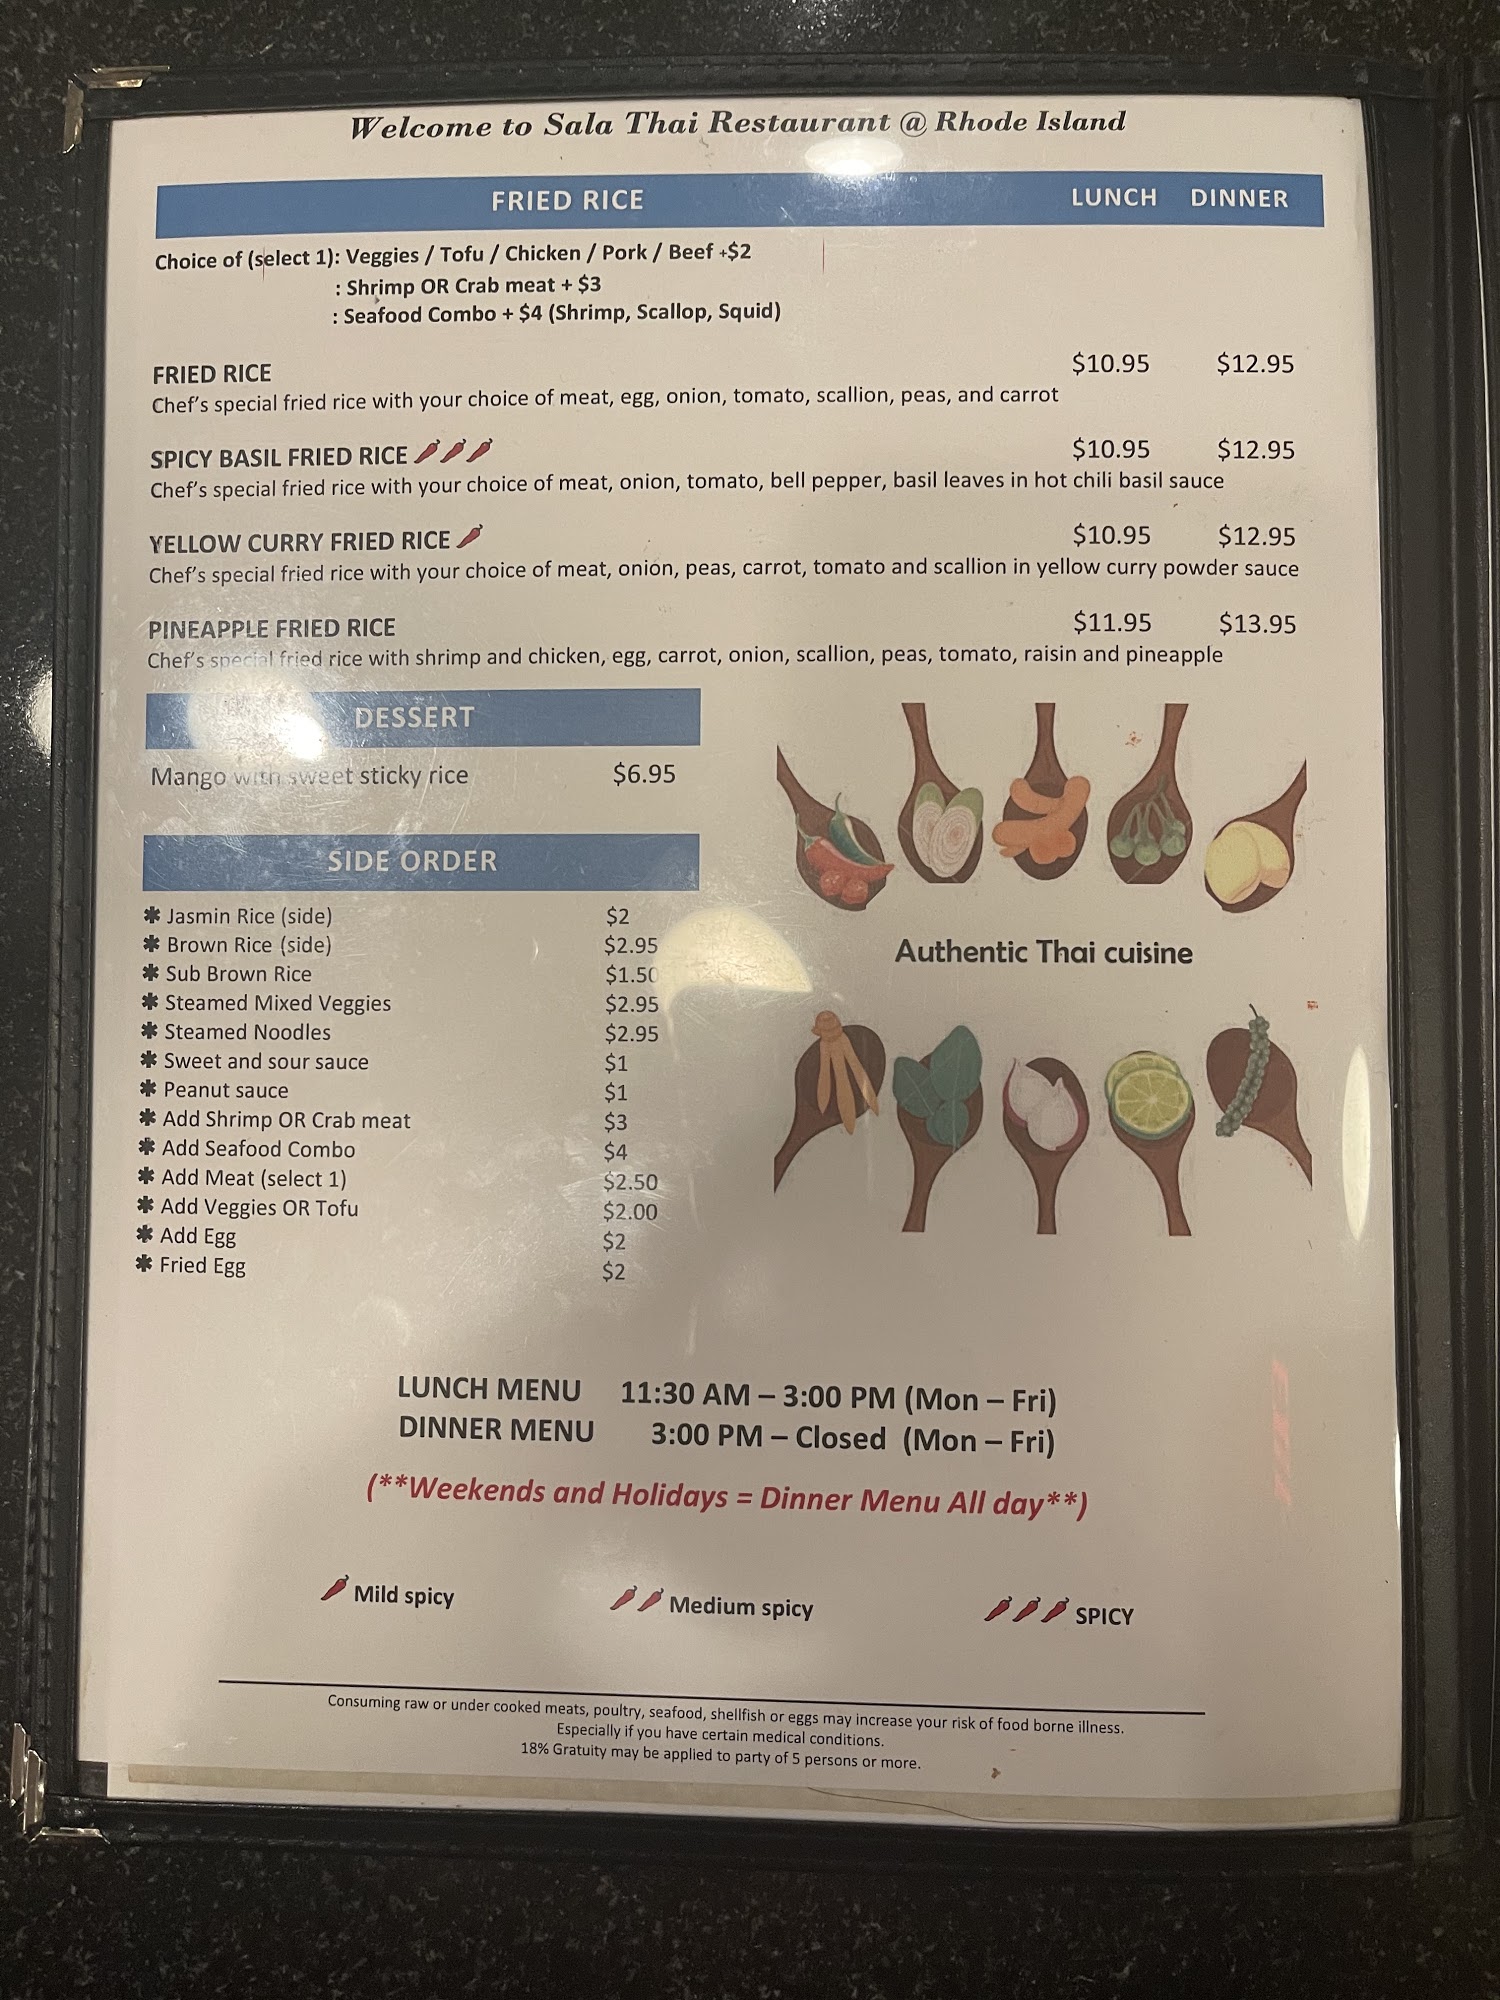 Welcome to Sala Thai Restaurant @ Rhode Island
FRIED RICE LUNCH DINNER
Choice of (select 1): Veggies / Tofu / Chicken / Pork / Beef +$2
: Shrimp OR Crab meat + $3
: Seafood Combo + $4 (Shrimp, Scallop, Squid)
FRIED RICE $10.95 $12.95
Chef's special fried rice with your choice of meat, egg, onion, tomato, scallion, peas, and carrot
SPICY BASIL FRIED RICE $10.95 $12.95
Chef's special fried rice with your choice of meat, onion, tomato, bell pepper, basil leaves in hot chili basil sauce
YELLOW CURRY FRIED RICE $10.95 $12.95
Chef's special fried rice with your choice of meat, onion, peas, carrot, tomato and scallion in yellow curry powder sauce
PINEAPPLE FRIED RICE $11.95 $13.95
Chef's special fried rice with shrimp and chicken, egg, carrot, onion, scallion, peas, tomato, raisin and pineapple
DESSERT
Mango with sweet sticky rice $6.95
SIDE ORDER
✱ Jasmin Rice (side) $2
✱ Brown Rice (side) $2.95
✱ Sub Brown Rice $1.50
✱ Steamed Mixed Veggies $2.95
✱ Steamed Noodles $2.95
✱ Sweet and sour sauce $1
✱ Peanut sauce $1
✱ Add Shrimp OR Crab meat $3
✱ Add Seafood Combo $4
✱ Add Meat (select 1) $2.50
✱ Add Veggies OR Tofu $2.00
✱ Add Egg $2
✱ Fried Egg $2
Authentic Thai cuisine
LUNCH MENU 11:30 AM – 3:00 PM (Mon – Fri)
DINNER MENU 3:00 PM – Closed (Mon – Fri)
(**Weekends and Holidays = Dinner Menu All day**)
Mild spicy Medium spicy SPICY
Consuming raw or under cooked meats, poultry, seafood, shellfish or eggs may increase your risk of food borne illness.
Especially if you have certain medical conditions.
18% Gratuity may be applied to party of 5 persons or more.